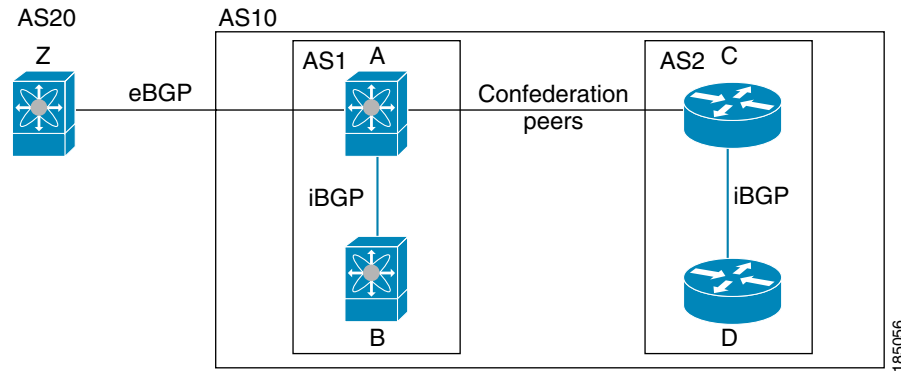 AS20
AS10
Z
AS1
A
AS2
C
eBGP
Confederation
peers
iBGP
iBGP
B
D
185056